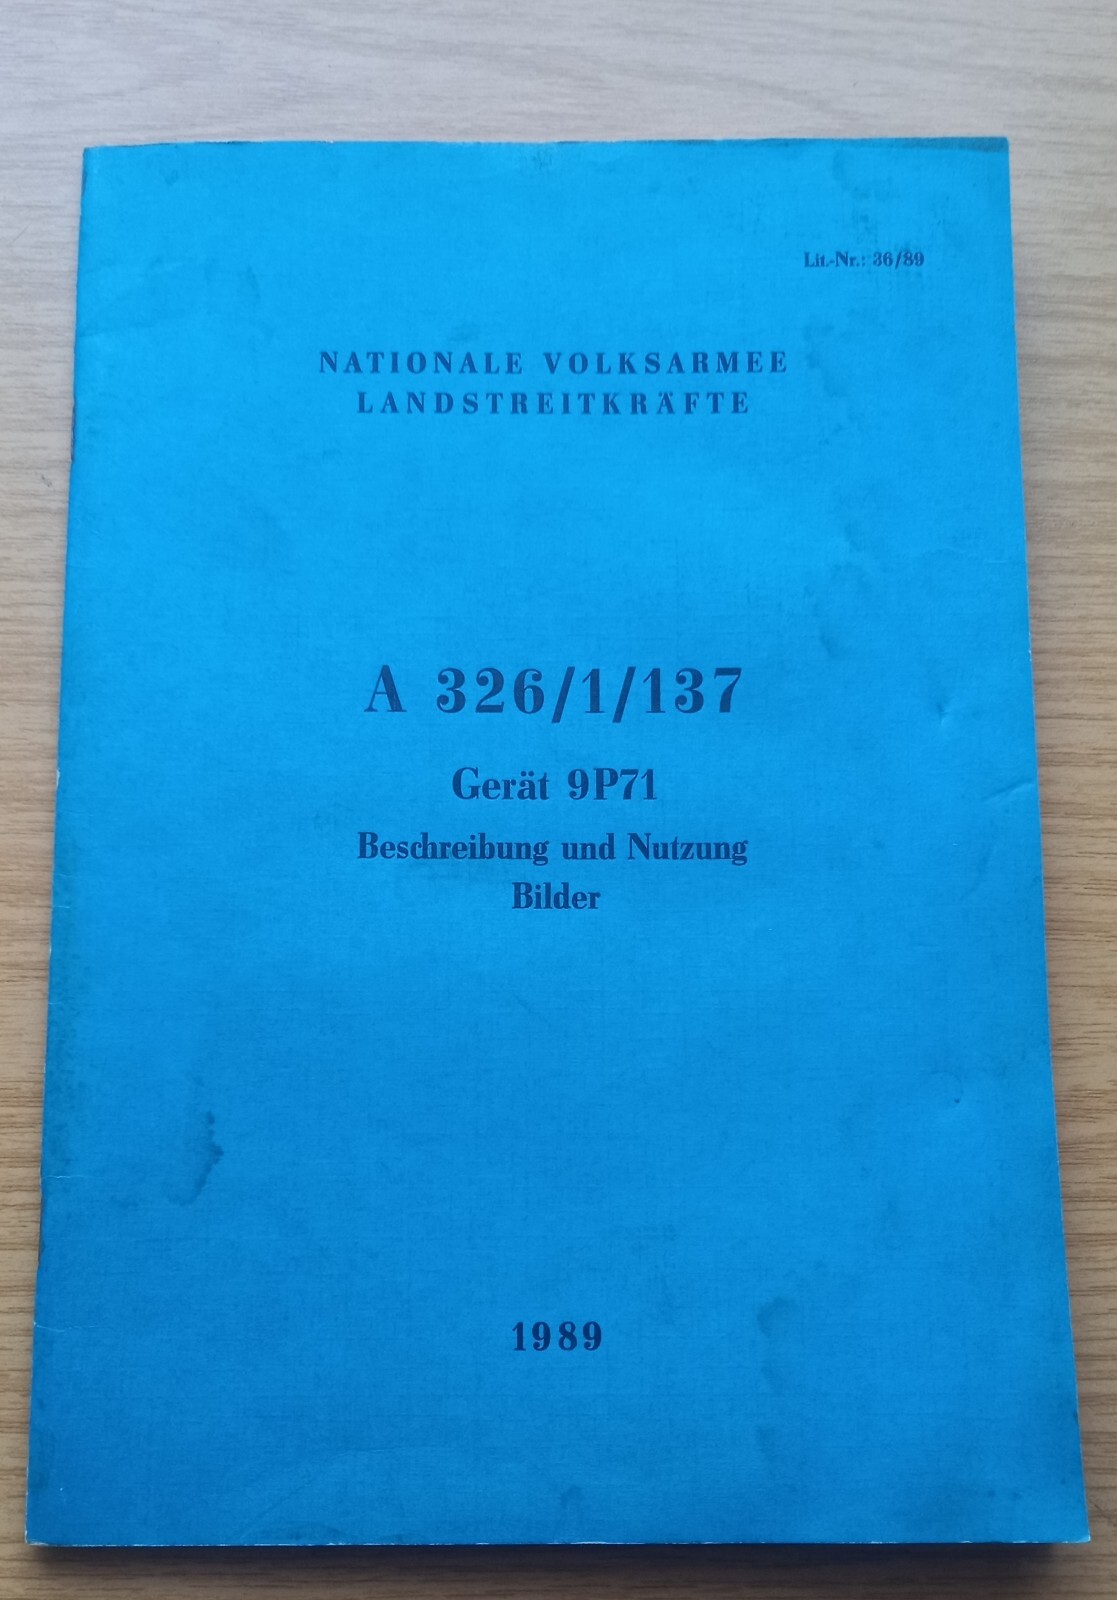 Lit.-Nr.: 36/89
NATIONALE VOLKSARMEE
LANDSTREITKRÄFTE
A 326/1/137
Gerät 9P71
Beschreibung und Nutzung
Bilder
1989